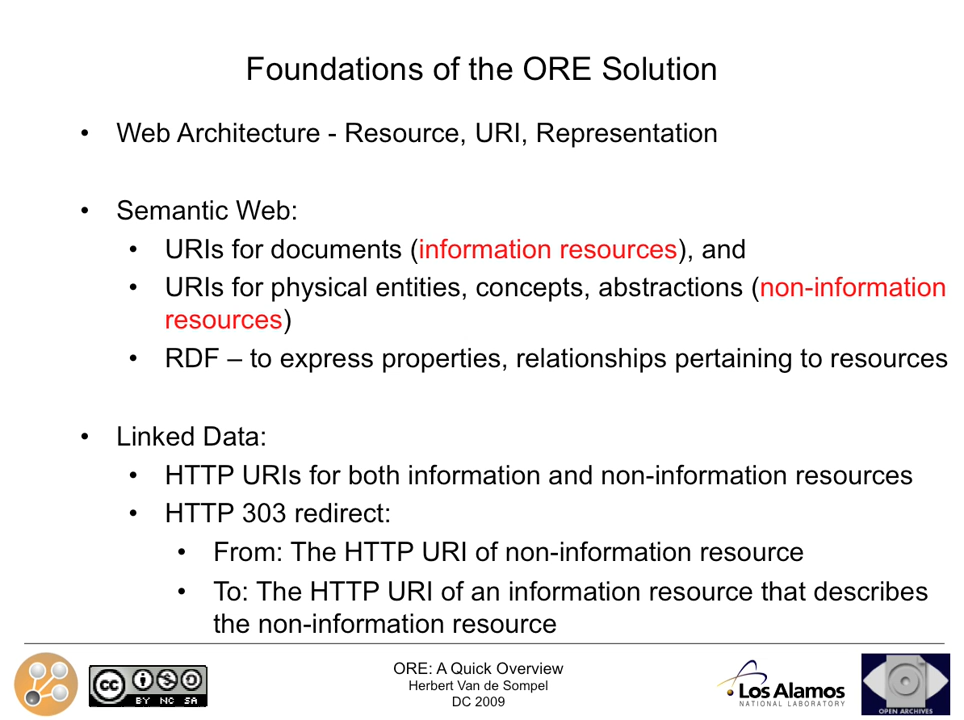 Foundations of the ORE Solution
• Web Architecture - Resource, URI, Representation
• Semantic Web:
• URIs for documents (information resources), and
• URIs for physical entities, concepts, abstractions (non-information
resources)
• RDF – to express properties, relationships pertaining to resources
• Linked Data:
• HTTP URIs for both information and non-information resources
• HTTP 303 redirect:
• From: The HTTP URI of non-information resource
• To: The HTTP URI of an information resource that describes
the non-information resource
cc
BY NC SA
ORE: A Quick Overview
Herbert Van de Sompel
DC 2009
Los Alamos
NATIONAL LABORATORY
OPEN ARCHIVES